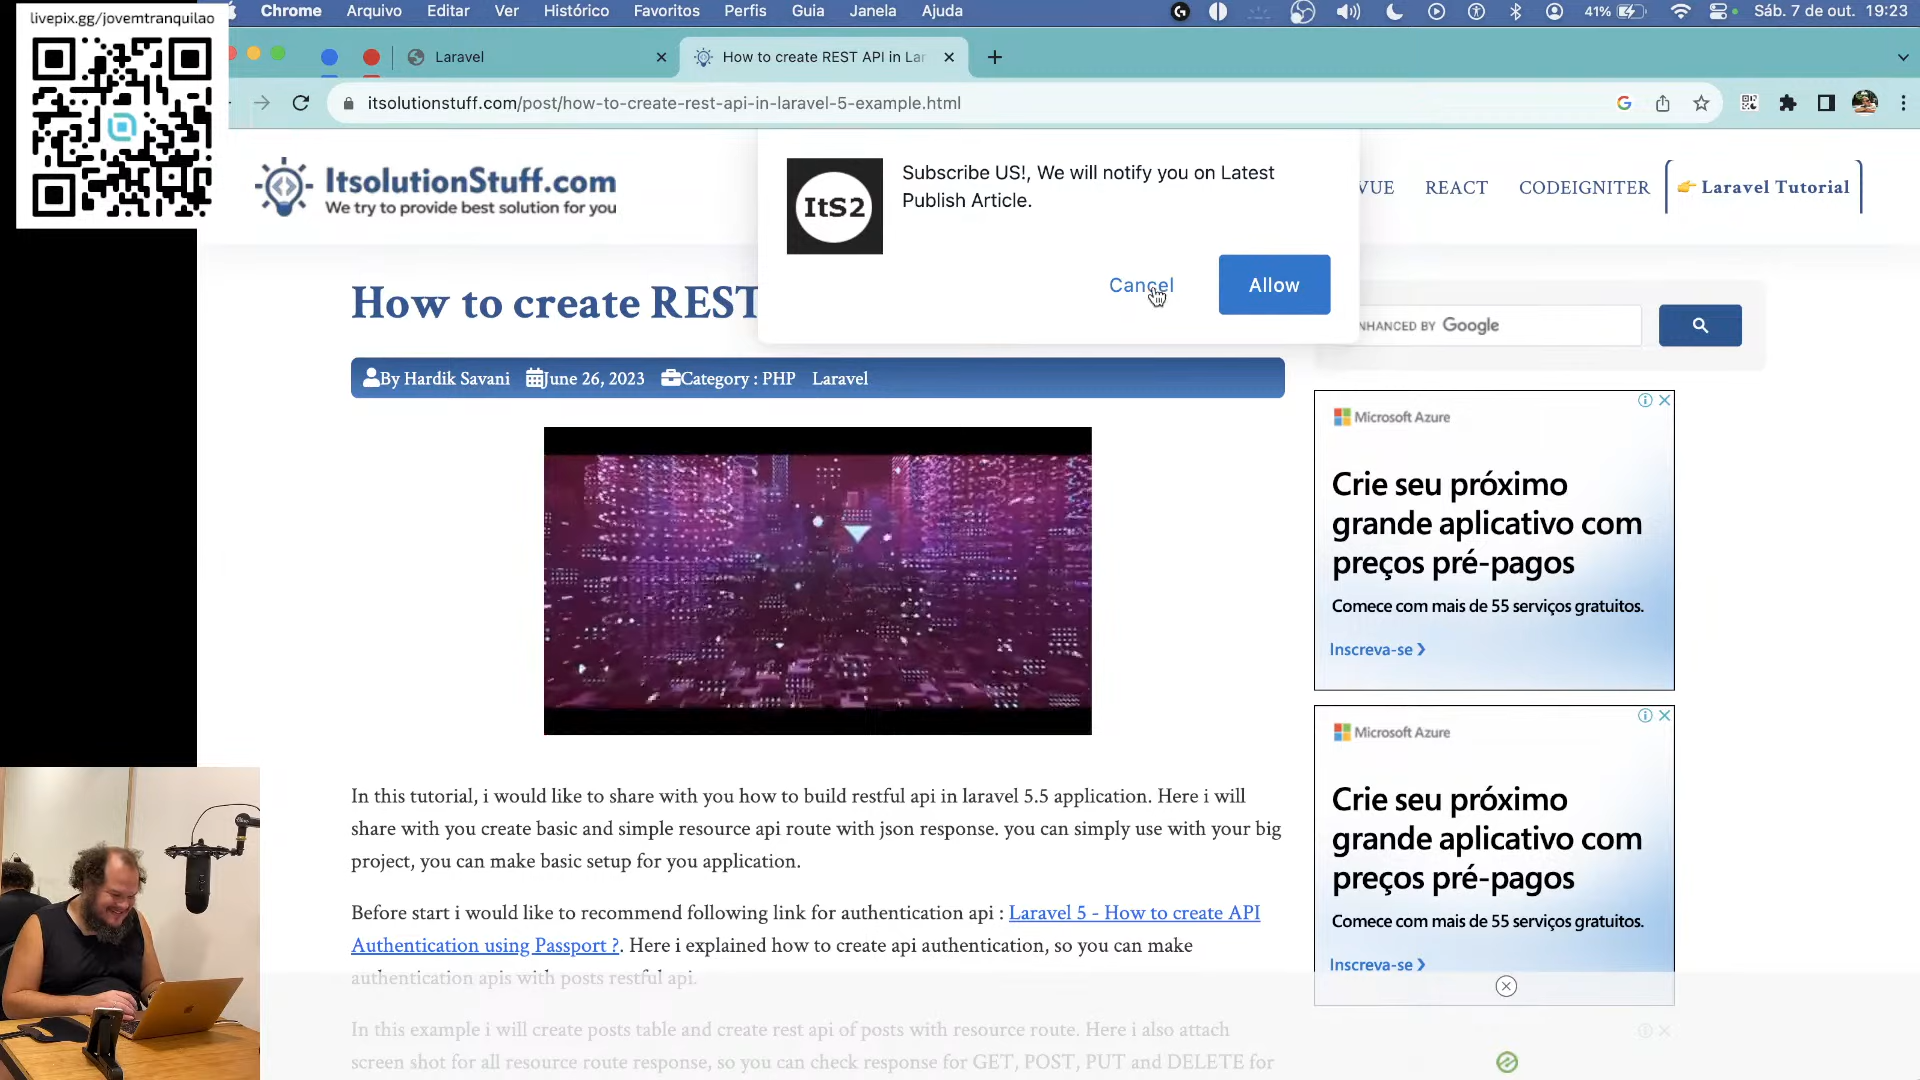 livepix.gg/jovemtranquilao
Chrome Arquivo Editar Ver Histórico Favoritos Perfis Guia Janela Ajuda 41% Sáb. 7 de out. 19:23
Laravel
How to create REST API in Lar
itsolutionstuff.com/post/how-to-create-rest-api-in-laravel-5-example.html
ItsolutionStuff.com
We try to provide best solution for you
ItS2
Subscribe US!, We will notify you on Latest
Publish Article.
Cancel Allow
VUE REACT CODEIGNITER Laravel Tutorial
How to create REST
ENHANCED BY Google
By Hardik Savani June 26, 2023 Category : PHP Laravel
Microsoft Azure
Crie seu próximo
grande aplicativo com
preços pré-pagos
Comece com mais de 55 serviços gratuitos.
Inscreva-se
Microsoft Azure
Crie seu próximo
grande aplicativo com
preços pré-pagos
Comece com mais de 55 serviços gratuitos.
Inscreva-se
In this tutorial, i would like to share with you how to build restful api in laravel 5.5 application. Here i will
share with you create basic and simple resource api route with json response. you can simply use with your big
project, you can make basic setup for you application.
Before start i would like to recommend following link for authentication api : Laravel 5 - How to create API
Authentication using Passport ?. Here i explained how to create api authentication, so you can make
authentication apis with posts restful api.
In this example i will create posts table and create rest api of posts with resource route. Here i also attach
screen shot for all resource route response, so you can check response for GET, POST, PUT and DELETE for